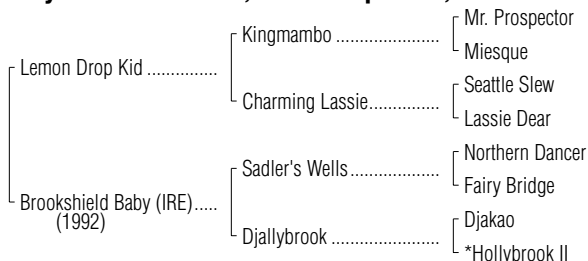 Mr. Prospector
Kingmambo ......................
Miesque
Lemon Drop Kid ...............
Seattle Slew
Charming Lassie................
Lassie Dear
Northern Dancer
Sadler's Wells....................
Fairy Bridge
Brookshield Baby (IRE).....
(1992)
Djakao
Djallybrook ........................
*Hollybrook II